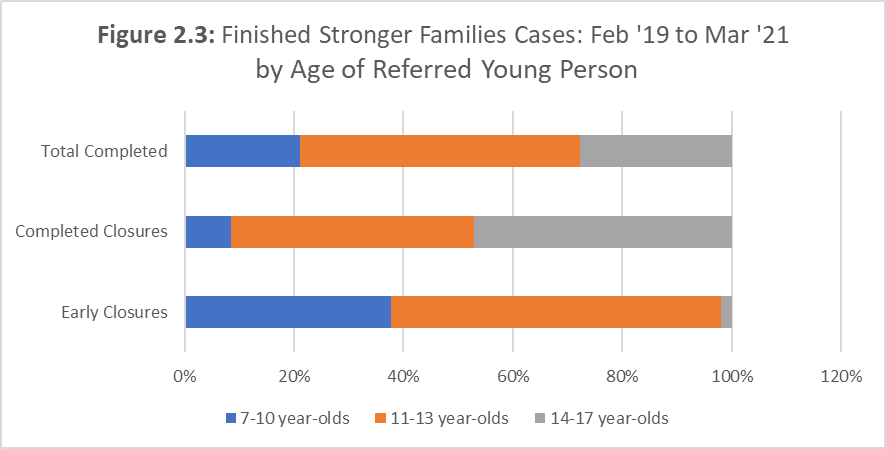 Figure 2.3: Finished Stronger Families Cases: Feb '19 to Mar '21
by Age of Referred Young Person
Total Completed
Completed Closures
Early Closures
0% 20% 40% 60% 80% 100% 120%
7-10 year-olds 11-13 year-olds 14-17 year-olds